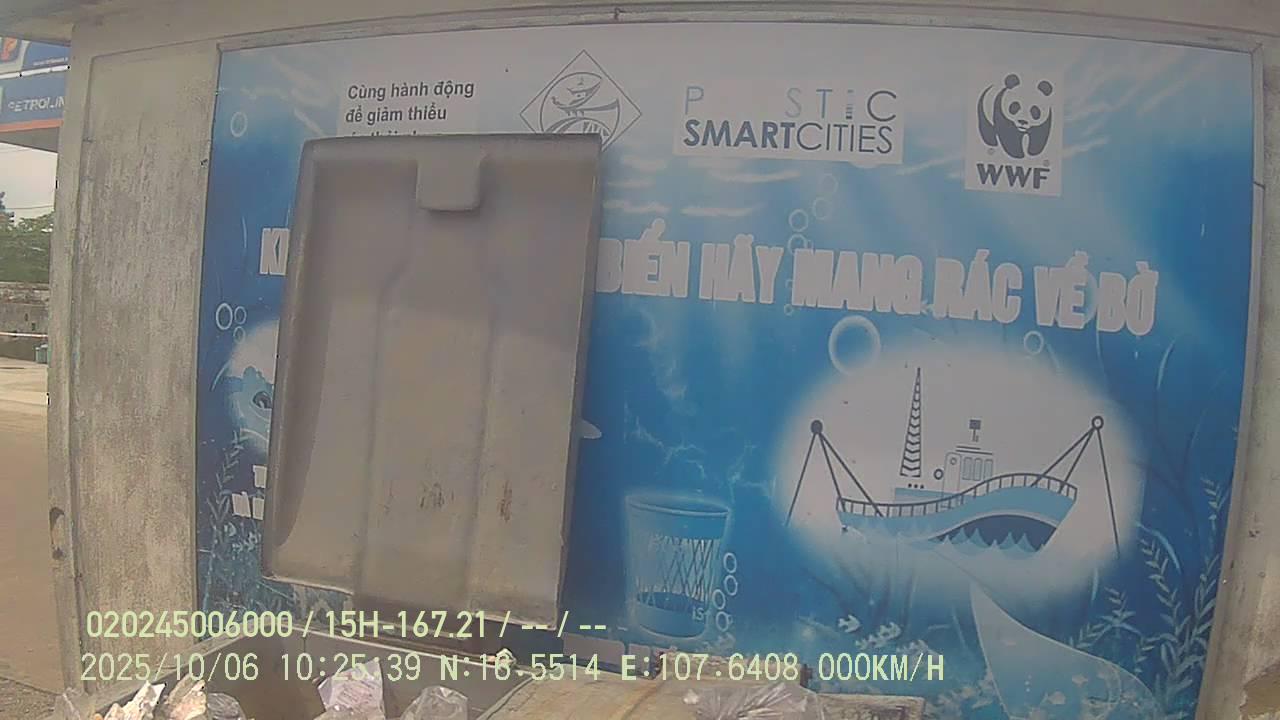 PETROLIM
Cùng hành động
để giảm thiểu
P STIC
SMARTCITIES
WWF
BIỂN HÃY MANG RÁC VỀ BỜ
020245006000 / 15H-167.21 / -- / --
2025/10/06 10:25:39 N:16.5514 E:107.6408 000KM/H